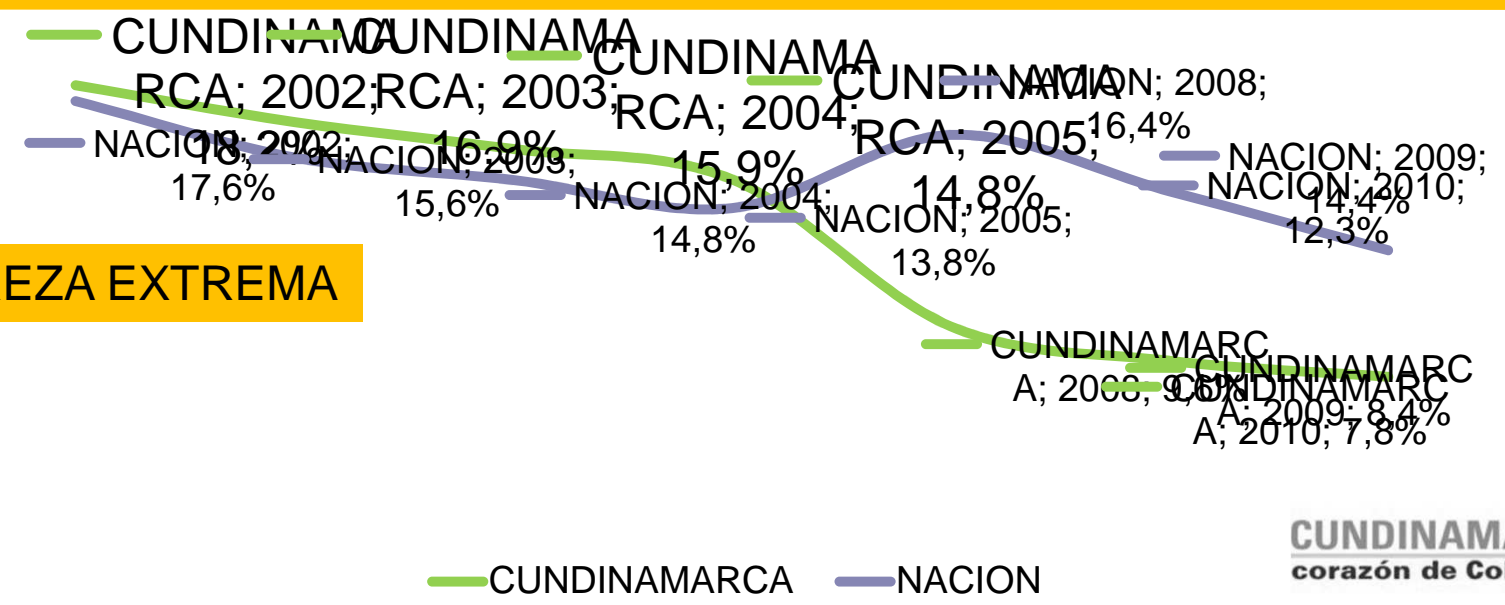 CUNDINAMA
RCA; 2002;
CUNDINAMA
RCA; 2003;
16,9%
CUNDINAMA
RCA; 2004;
15,9%
CUNDINAMA
RCA; 2005;
14,8%
NACION; 2002;
17,6%
NACION; 2003;
15,6%
NACION; 2004;
14,8%
NACION; 2005;
13,8%
NACION; 2008;
16,4%
NACION; 2009;
14,4%
NACION; 2010;
12,3%
EZA EXTREMA
CUNDINAMARC
A; 2008; 9,6%
CUNDINAMARC
A; 2009; 8,4%
CUNDINAMARC
A; 2010; 7,8%
CUNDINAMARCA
NACION
CUNDINAM
corazón de Co